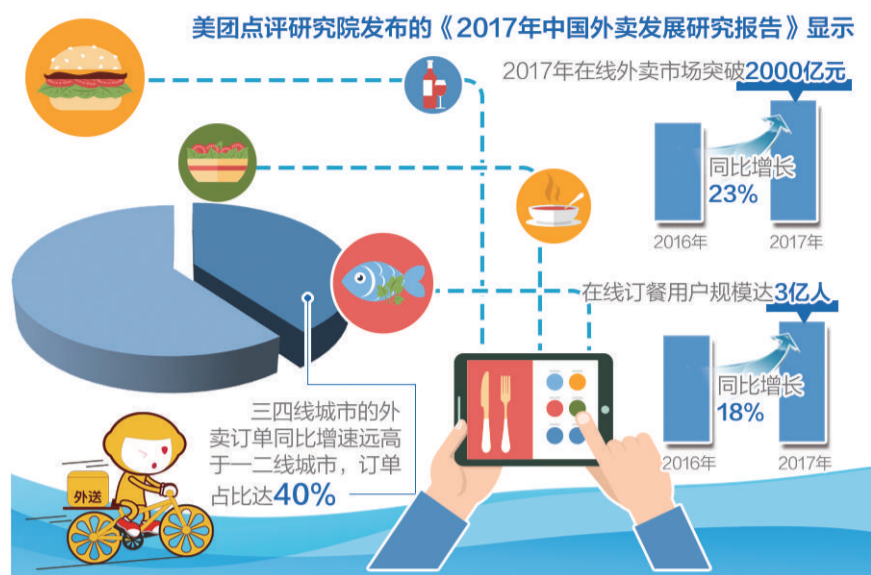 美团点评研究院发布的《2017年中国外卖发展研究报告》显示
2017年在线外卖市场突破2000亿元
同比增长
23%
2016年
2017年
在线订餐用户规模达3亿人
同比增长
18%
2016年
2017年
三四线城市的外
卖订单同比增速远高
于一二线城市，订单
占比达40%
外送